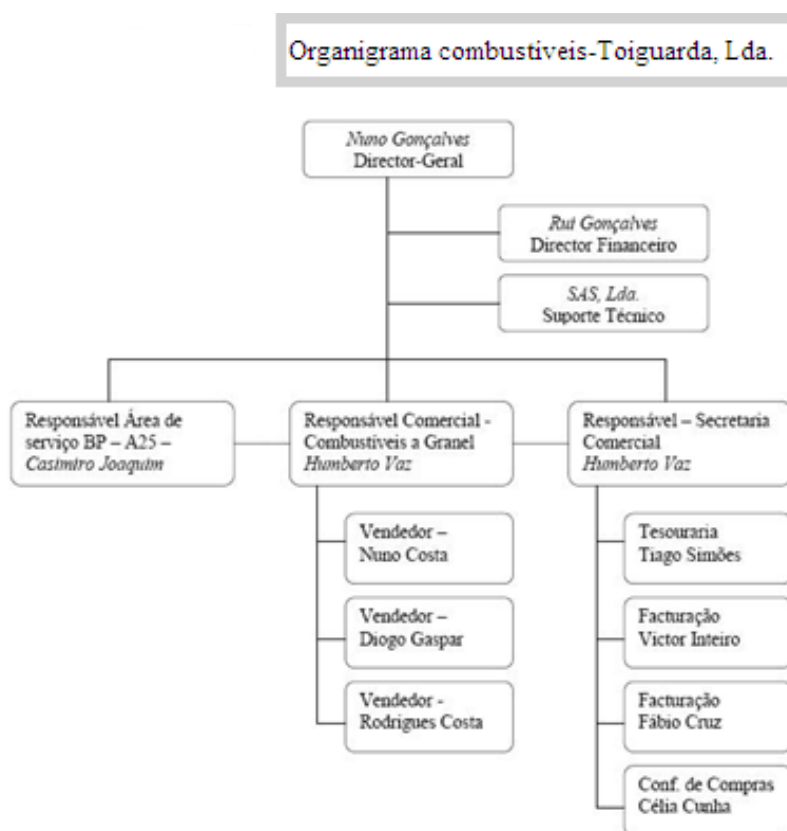 Organigrama combustíveis-Toiguarda, Lda.
Nuno Gonçalves
Director-Geral
Rui Gonçalves
Director Financeiro
SAS, Lda.
Suporte Técnico
Responsável Área de
serviço BP – A25 –
Casimiro Joaquim
Responsável Comercial -
Combustíveis a Granel
Humberto Vaz
Responsável – Secretaria
Comercial
Humberto Vaz
Vendedor –
Nuno Costa
Vendedor –
Diogo Gaspar
Vendedor -
Rodrigues Costa
Tesouraria
Tiago Simões
Facturação
Victor Inteiro
Facturação
Fábio Cruz
Conf. de Compras
Célia Cunha